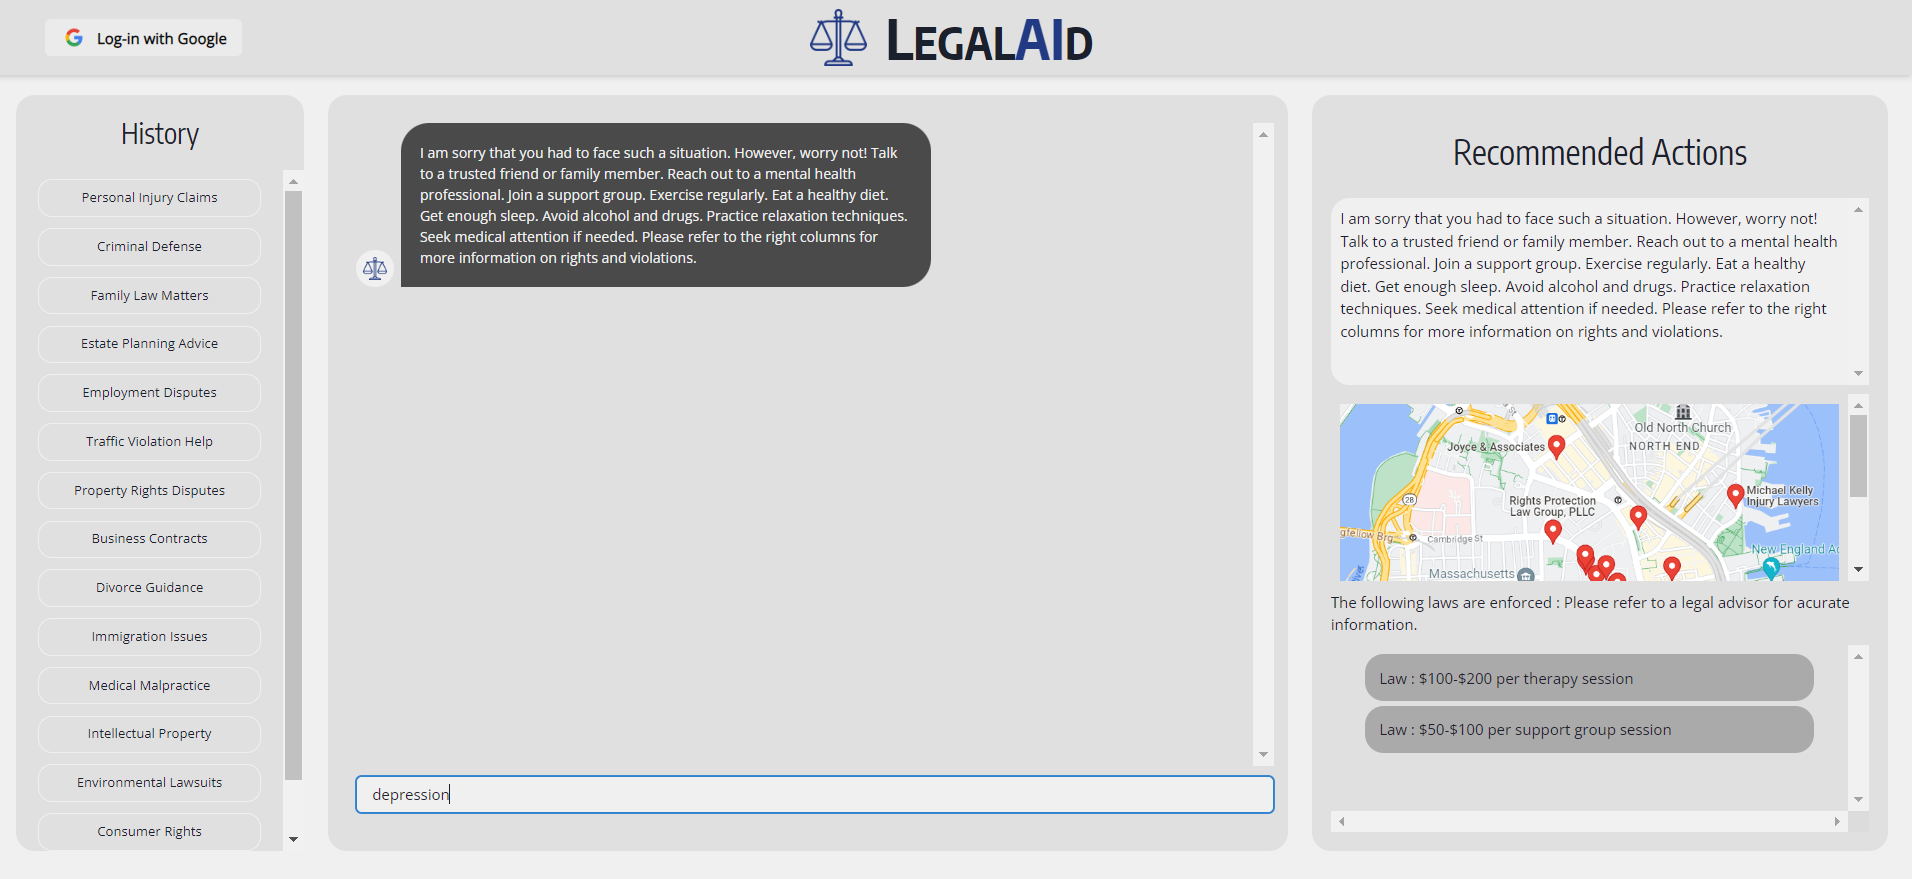 Log-in with Google
LEGALAID
History
Personal Injury Claims
Criminal Defense
Family Law Matters
Estate Planning Advice
Employment Disputes
Traffic Violation Help
Property Rights Disputes
Business Contracts
Divorce Guidance
Immigration Issues
Medical Malpractice
Intellectual Property
Environmental Lawsuits
Consumer Rights
I am sorry that you had to face such a situation. However, worry not! Talk
to a trusted friend or family member. Reach out to a mental health
professional. Join a support group. Exercise regularly. Eat a healthy diet.
Get enough sleep. Avoid alcohol and drugs. Practice relaxation techniques.
Seek medical attention if needed. Please refer to the right columns for
more information on rights and violations.
depression
Recommended Actions
I am sorry that you had to face such a situation. However, worry not!
Talk to a trusted friend or family member. Reach out to a mental health
professional. Join a support group. Exercise regularly. Eat a healthy
diet. Get enough sleep. Avoid alcohol and drugs. Practice relaxation
techniques. Seek medical attention if needed. Please refer to the right
columns for more information on rights and violations.
Old North Church
NORTH END
Joyce & Associates
28
Rights Protection
Law Group, PLLC
Michael Kelly
Injury Lawyers
gfellow Brg
Cambridge St
New England Ac
Massachusetts
The following laws are enforced : Please refer to a legal advisor for acurate
information.
Law : $100-$200 per therapy session
Law : $50-$100 per support group session